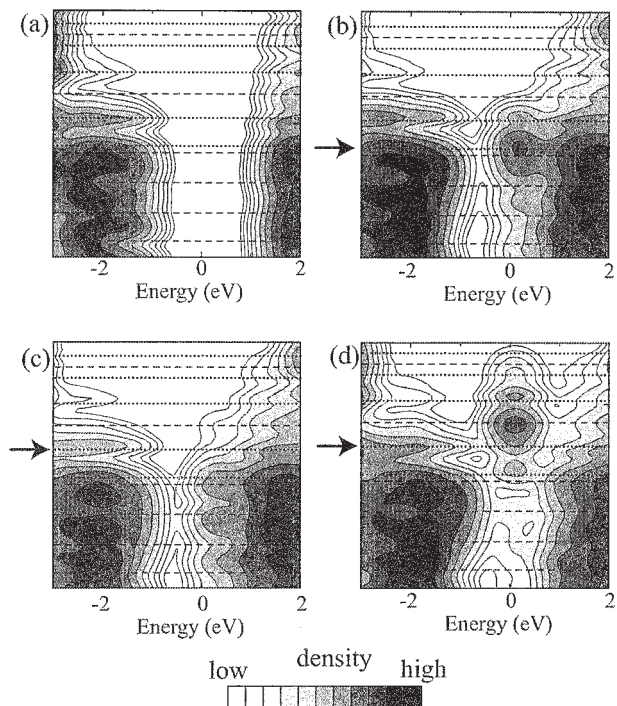 (a) (b)
-2 0 2 -2 0 2
Energy (eV) Energy (eV)
(c) (d)
-2 0 2 -2 0 2
Energy (eV) Energy (eV)
low density high